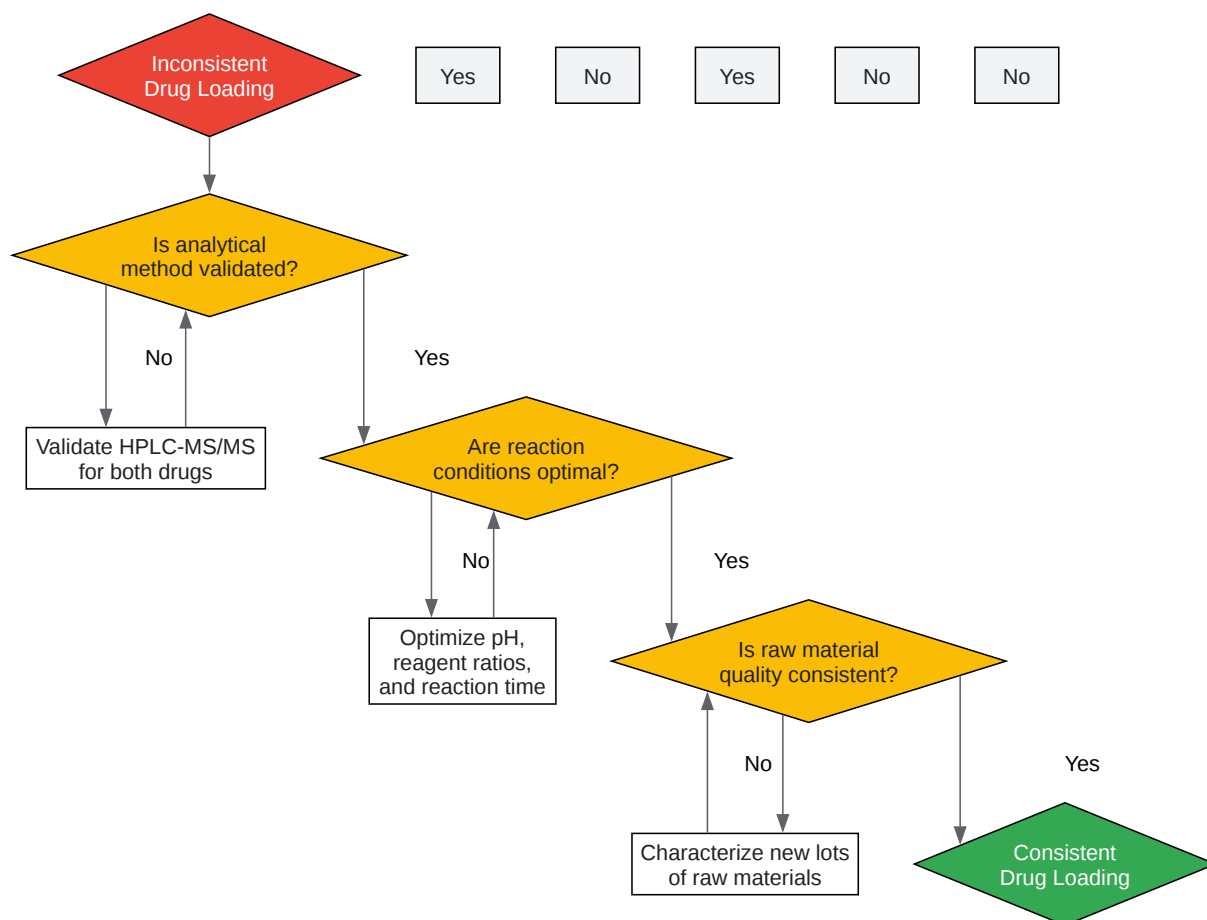 Inconsistent
Drug Loading
Yes
No
Yes
No
No
Is analytical
method validated?
No
Yes
Validate HPLC-MS/MS
for both drugs
Are reaction
conditions optimal?
No
Yes
Optimize pH,
reagent ratios,
and reaction time
Is raw material
quality consistent?
No
Yes
Characterize new lots
of raw materials
Consistent
Drug Loading